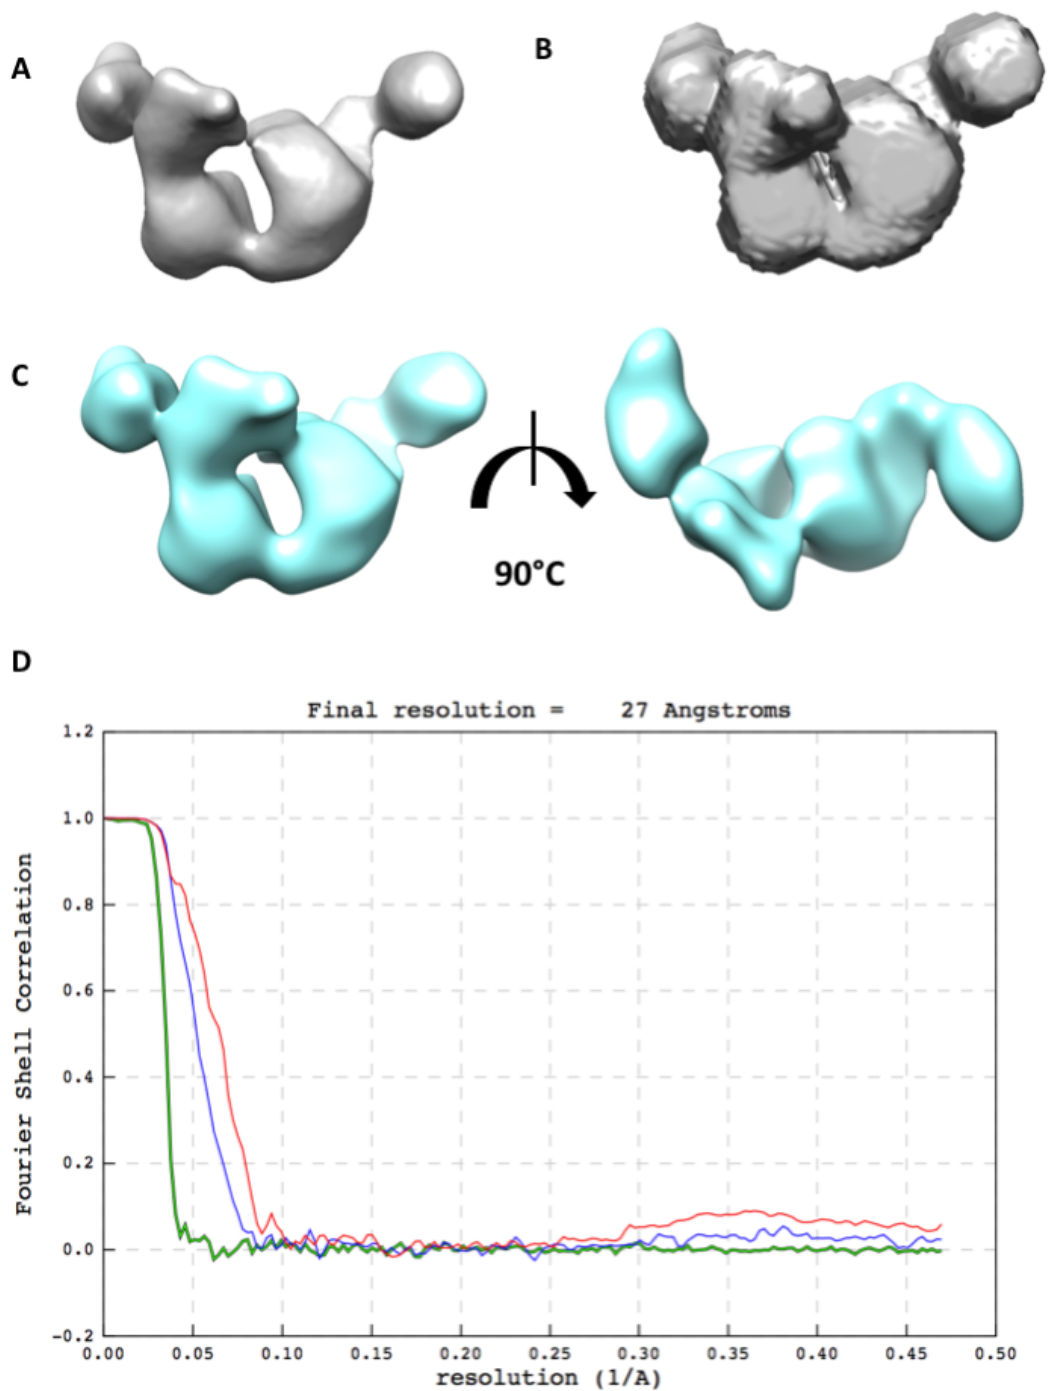 A
B
C
90°C
D
Final resolution = 27 Angstroms
Fourier Shell Correlation
1.2
1.0
0.8
0.6
0.4
0.2
0.0
-0.2
0.00 0.05 0.10 0.15 0.20 0.25 0.30 0.35 0.40 0.45 0.50
resolution (1/A)